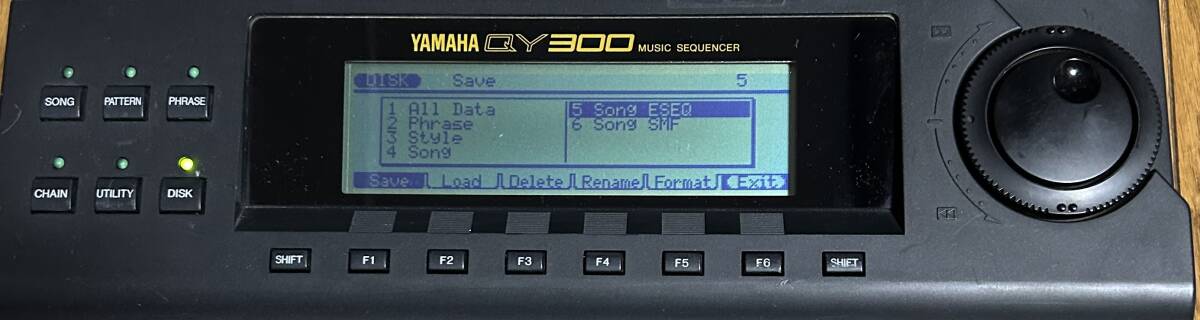 YAMAHA QY300 MUSIC SEQUENCER
DISK Save 5
1 All Data
2 Phrase
3 Style
4 Song
5 Song ESEQ
6 Song SMF
Save Load Delete Rename Format Exit
SONG PATTERN PHRASE
CHAIN UTILITY DISK
SHIFT F1 F2 F3 F4 F5 F6 SHIFT